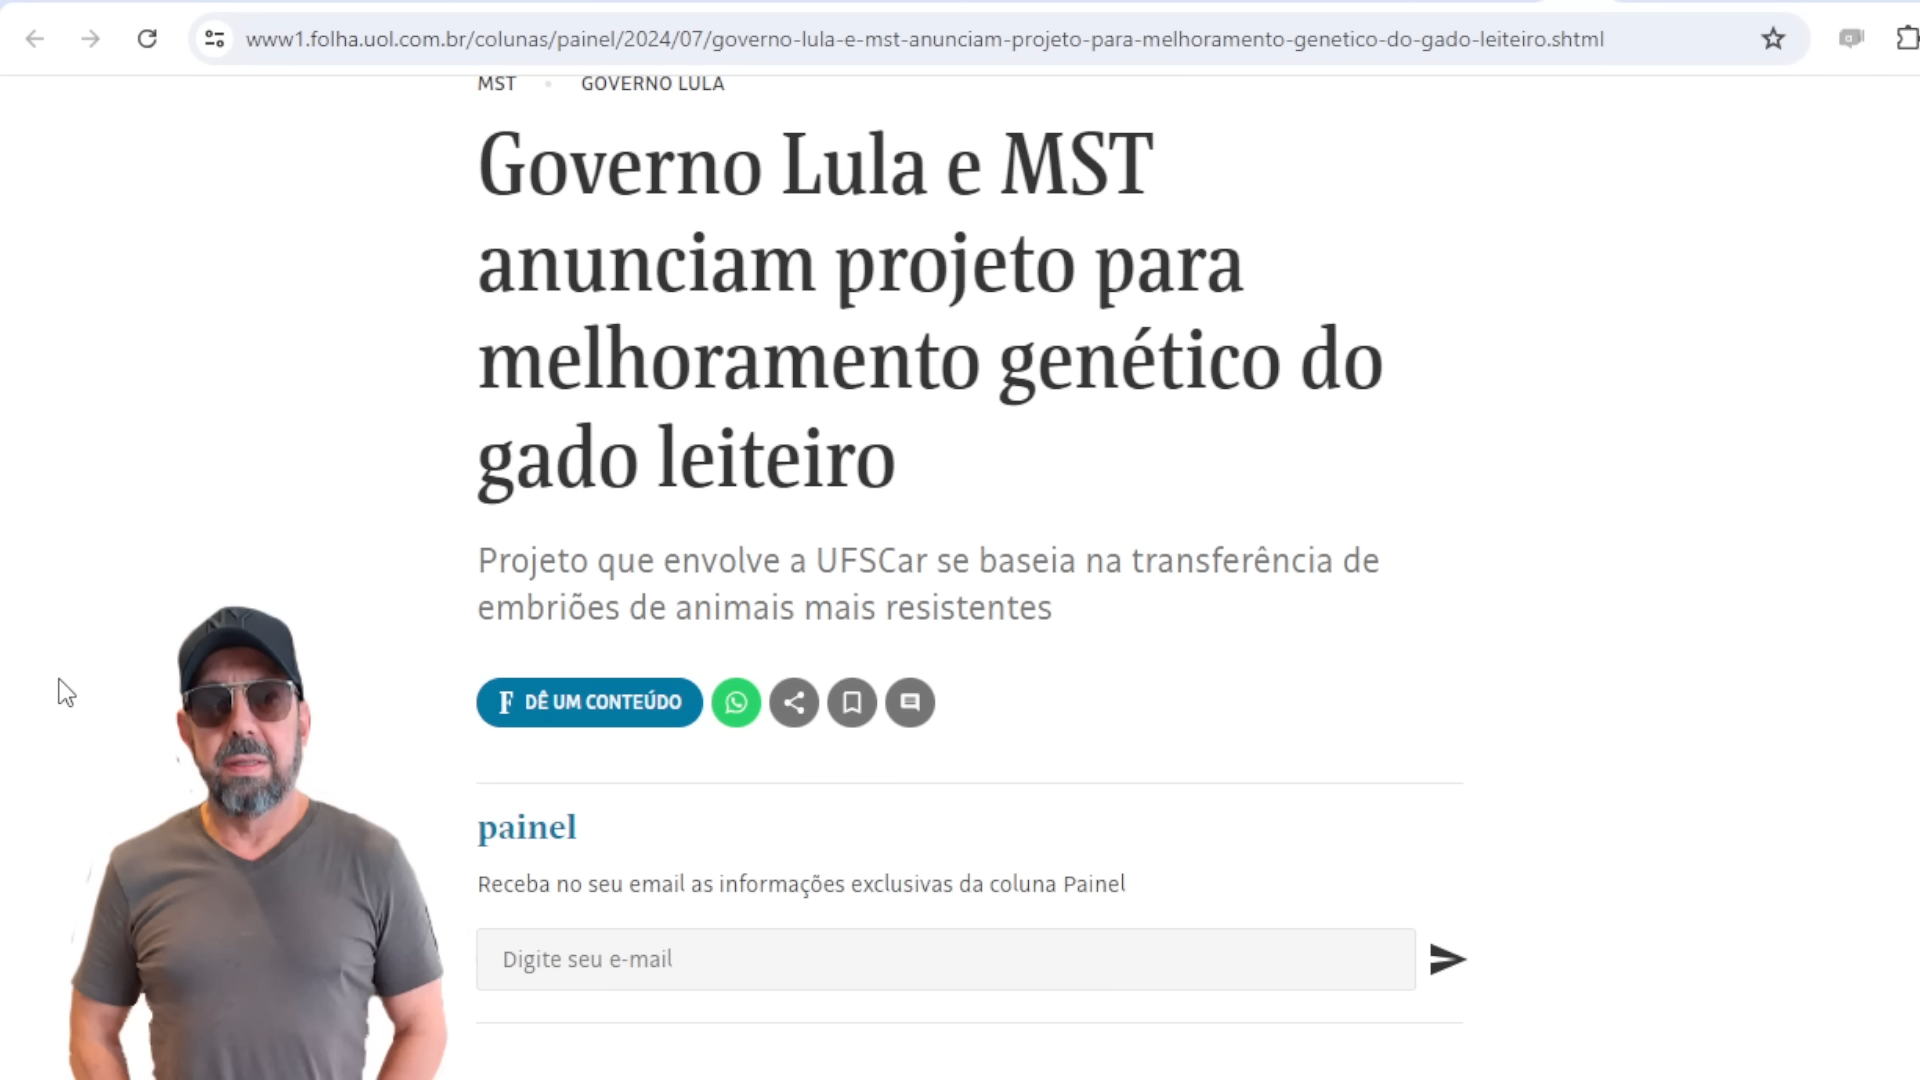 www1.folha.uol.com.br/colunas/painel/2024/07/governo-lula-e-mst-anunciam-projeto-para-melhoramento-genetico-do-gado-leiteiro.shtml
MST • GOVERNO LULA
Governo Lula e MST
anunciam projeto para
melhoramento genético do
gado leiteiro
Projeto que envolve a UFSCar se baseia na transferência de
embriões de animais mais resistentes
F DÊ UM CONTEÚDO
painel
Receba no seu email as informações exclusivas da coluna Painel
Digite seu e-mail
NY